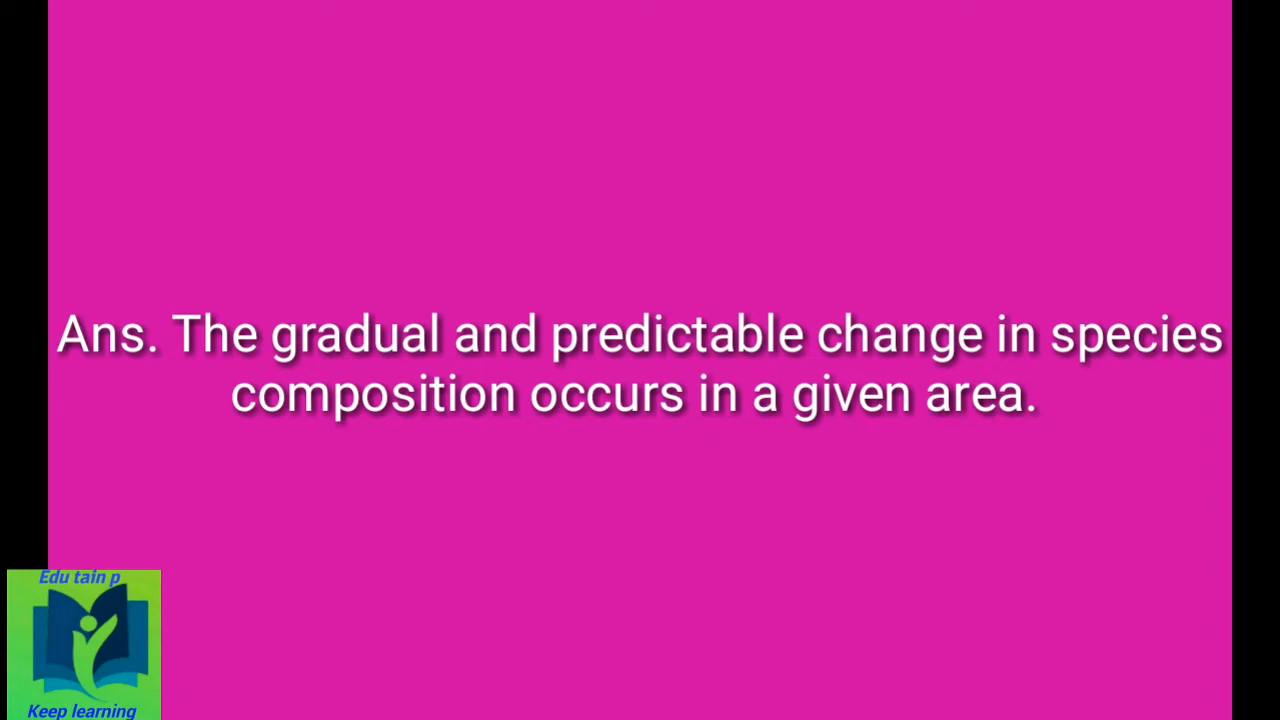 Ans. The gradual and predictable change in species
composition occurs in a given area.
Edu tain p
Keep learning